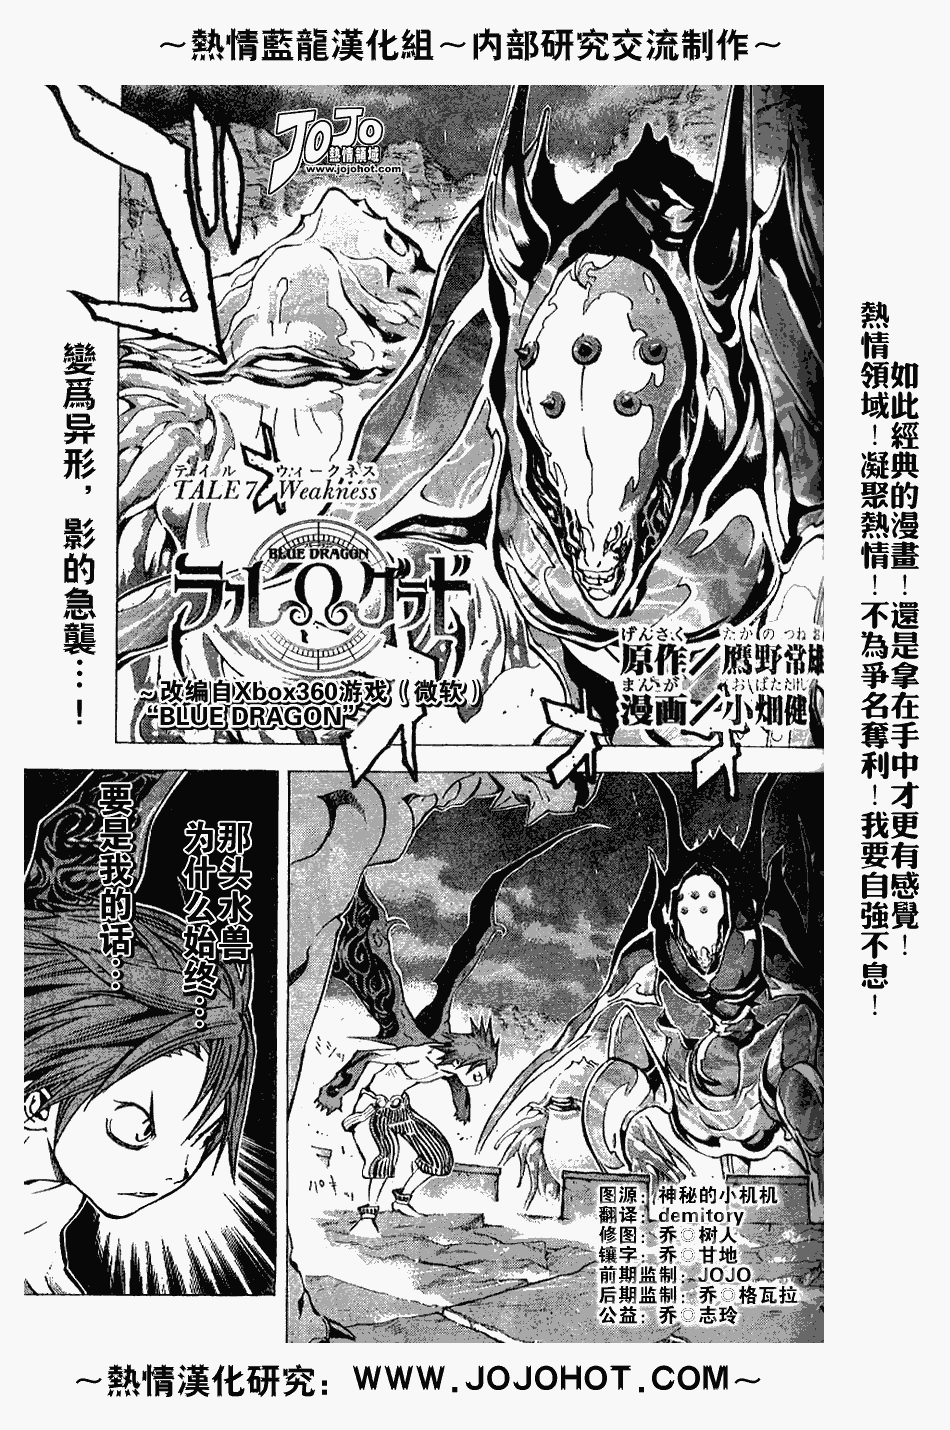 ～熱情藍龍漢化組～内部研究交流制作～
JOJO
熱情領域
www.jojohot.com
如此經典的漫畫！還是拿在手中才更有感覺！
熱情領域！凝聚熱情！不為爭名奪利！我要自強不息！
變爲异形，影的急襲…！
テイル ウィークネス
TALE 7 Weakness
BLUE DRAGON
ラルΩグラド
～改编自Xbox360游戏（微软）
“BLUE DRAGON”
げんさく たかの つねお
原作／鷹野常雄
まんが おばたたけし
漫画／小畑健
那头水兽
为什么始终…
要是我的话…
パキ
图源：神秘的小机机
翻译：demitory
修图：乔◎树人
镶字：乔◎甘地
前期监制：JOJO
后期监制：乔◎格瓦拉
公益：乔◎志玲
～熱情漢化研究：WWW.JOJOHOT.COM～